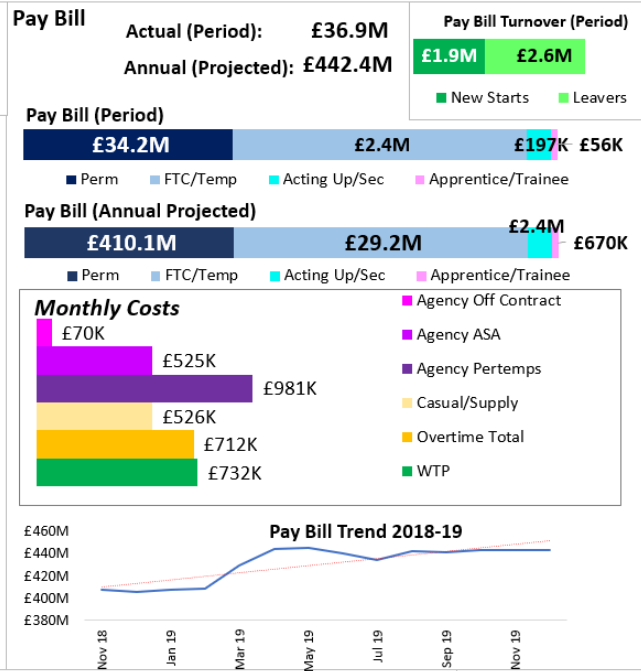 Pay Bill
Actual (Period): £36.9M
Annual (Projected): £442.4M
Pay Bill Turnover (Period)
£1.9M £2.6M
New Starts Leavers
Pay Bill (Period)
£34.2M £2.4M £197K £56K
Perm FTC/Temp Acting Up/Sec Apprentice/Trainee
Pay Bill (Annual Projected)
£410.1M £29.2M £2.4M £670K
Perm FTC/Temp Acting Up/Sec Apprentice/Trainee
Monthly Costs
£70K
£525K
£981K
£526K
£712K
£732K
Agency Off Contract
Agency ASA
Agency Pertemps
Casual/Supply
Overtime Total
WTP
Pay Bill Trend 2018-19
£460M
£440M
£420M
£400M
£380M
Nov 18 Jan 19 Mar 19 May 19 Jul 19 Sep 19 Nov 19